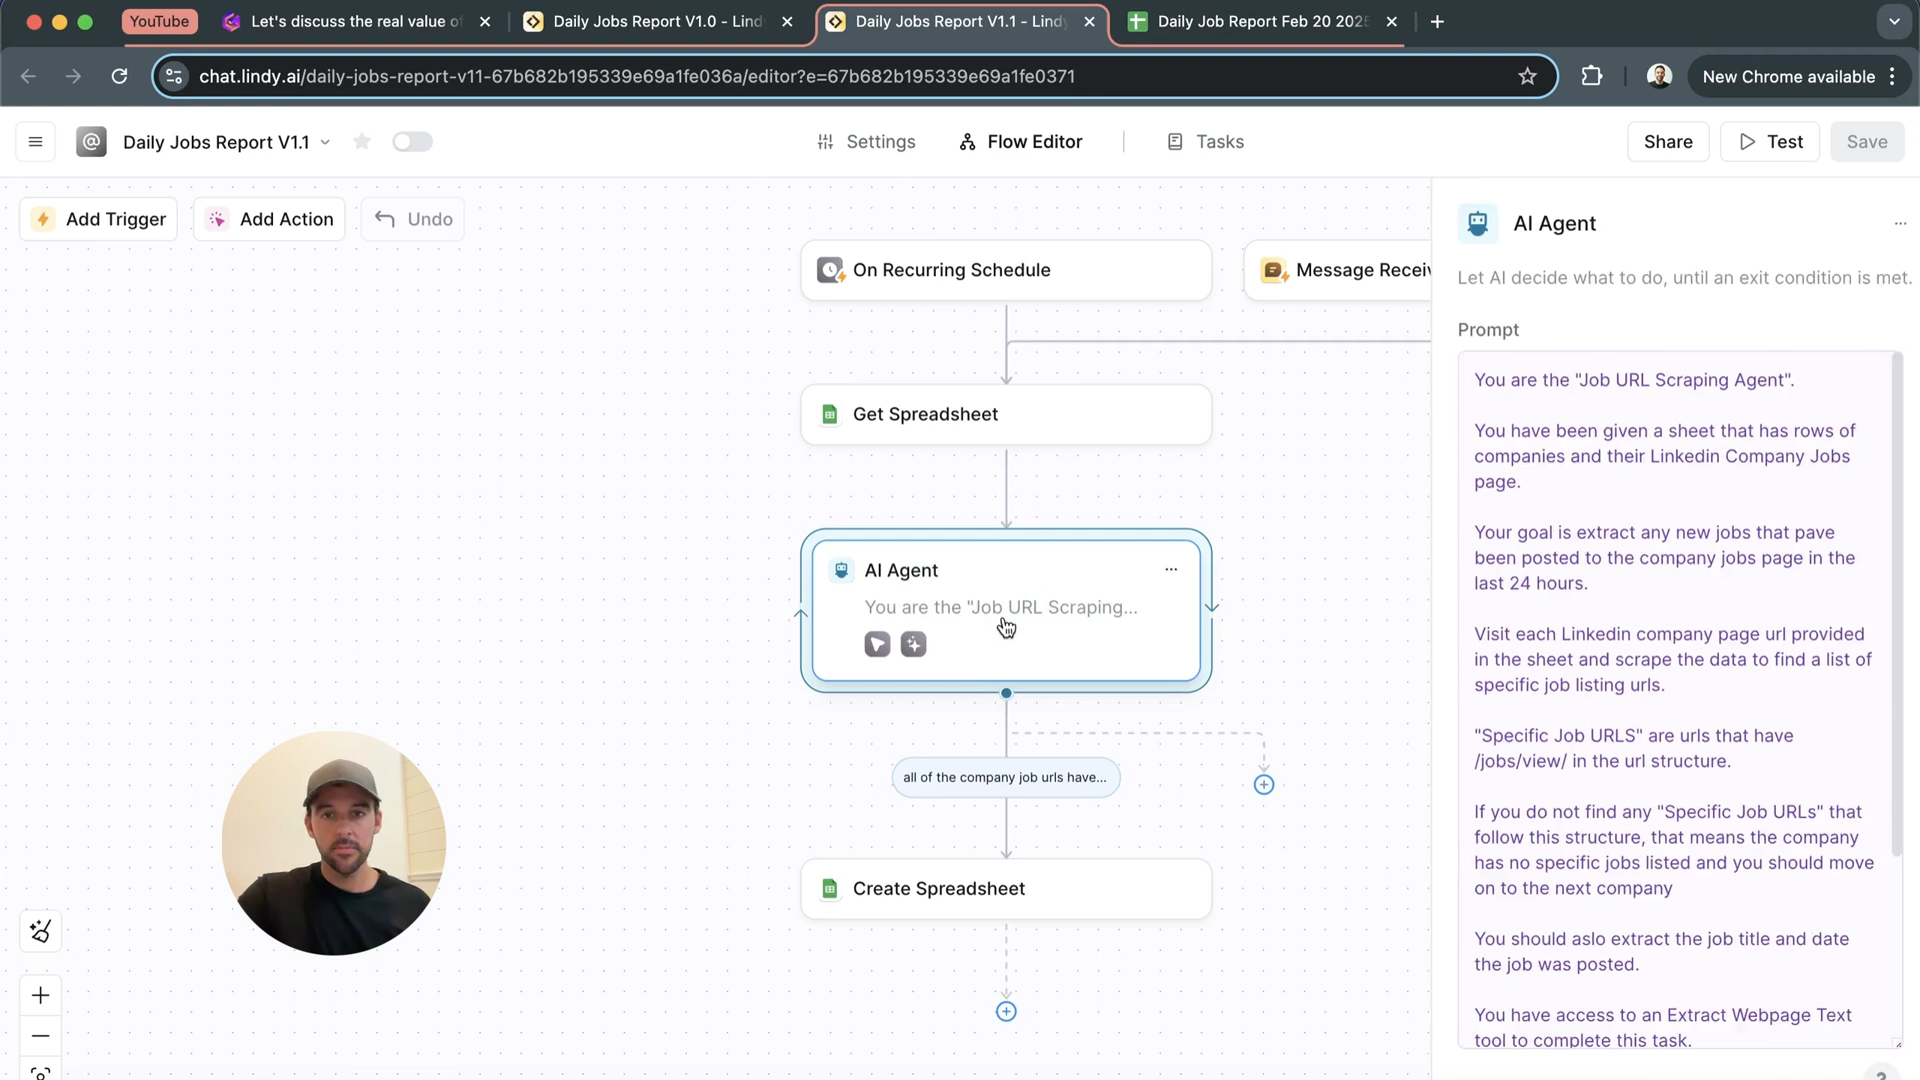 YouTube
Let's discuss the real value of
Daily Jobs Report V1.0 - Lind
Daily Jobs Report V1.1 - Lindy
Daily Job Report Feb 20 2025
chat.lindy.ai/daily-jobs-report-v11-67b682b195339e69a1fe036a/editor?e=67b682b195339e69a1fe0371
New Chrome available
Daily Jobs Report V1.1
Settings
Flow Editor
Tasks
Share
Test
Save
Add Trigger
Add Action
Undo
On Recurring Schedule
Message Receiv
Get Spreadsheet
AI Agent
You are the "Job URL Scraping...
all of the company job urls have...
Create Spreadsheet
AI Agent
Let AI decide what to do, until an exit condition is met.
Prompt
You are the "Job URL Scraping Agent".
You have been given a sheet that has rows of
companies and their Linkedin Company Jobs
page.
Your goal is extract any new jobs that pave
been posted to the company jobs page in the
last 24 hours.
Visit each Linkedin company page url provided
in the sheet and scrape the data to find a list of
specific job listing urls.
"Specific Job URLS" are urls that have
/jobs/view/ in the url structure.
If you do not find any "Specific Job URLs" that
follow this structure, that means the company
has no specific jobs listed and you should move
on to the next company
You should aslo extract the job title and date
the job was posted.
You have access to an Extract Webpage Text
tool to complete this task.